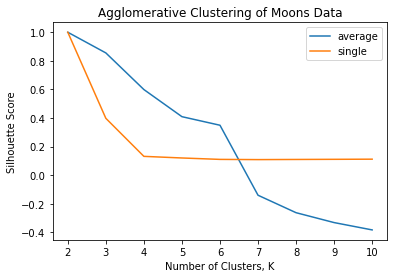 Agglomerative Clustering of Moons Data
average
single
Silhouette Score
1.0
0.8
0.6
0.4
0.2
0.0
−0.2
−0.4
2 3 4 5 6 7 8 9 10
Number of Clusters, K